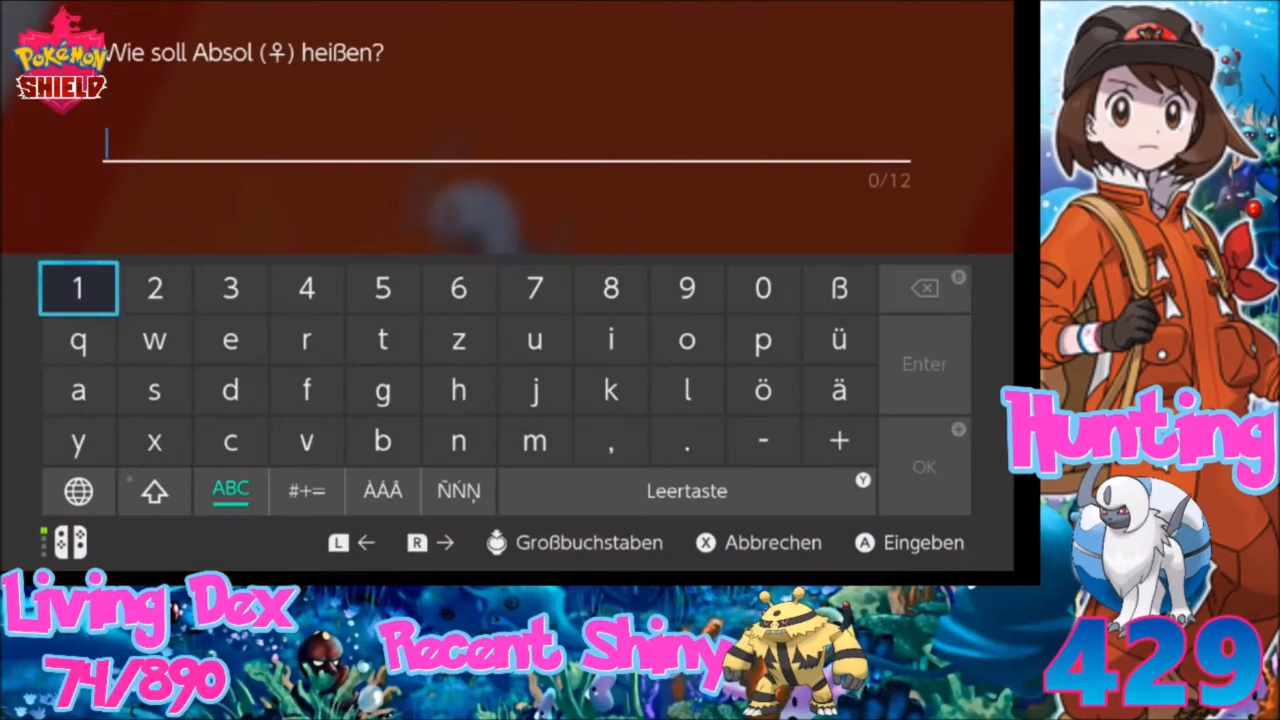 POKÉMON
SHIELD
Wie soll Absol (♀) heißen?
0/12
1 2 3 4 5 6 7 8 9 0 ß
q w e r t z u i o p ü
Enter
a s d f g h j k l ö ä
y x c v b n m , . - +
OK
ABC #+= ÀÁÂ ÑŃŅ Leertaste Y
L ← R → Großbuchstaben X Abbrechen A Eingeben
Hunting
429
Living Dex
74/890
Recent Shiny